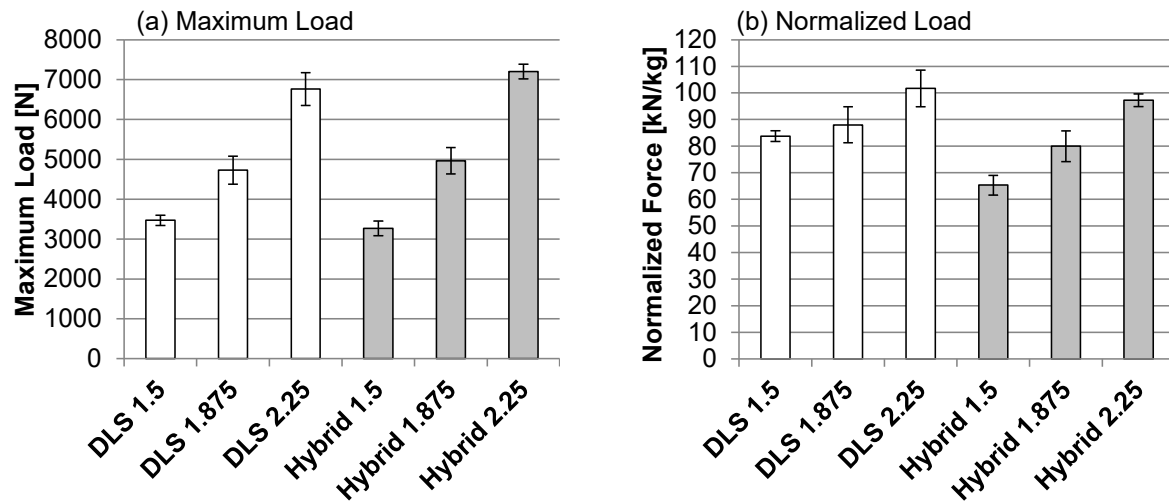 (a) Maximum Load
Maximum Load [N]
8000
7000
6000
5000
4000
3000
2000
1000
0
DLS 1.5
DLS 1.875
DLS 2.25
Hybrid 1.5
Hybrid 1.875
Hybrid 2.25
(b) Normalized Load
Normalized Force [kN/kg]
120
110
100
90
80
70
60
50
40
30
20
10
0
DLS 1.5
DLS 1.875
DLS 2.25
Hybrid 1.5
Hybrid 1.875
Hybrid 2.25